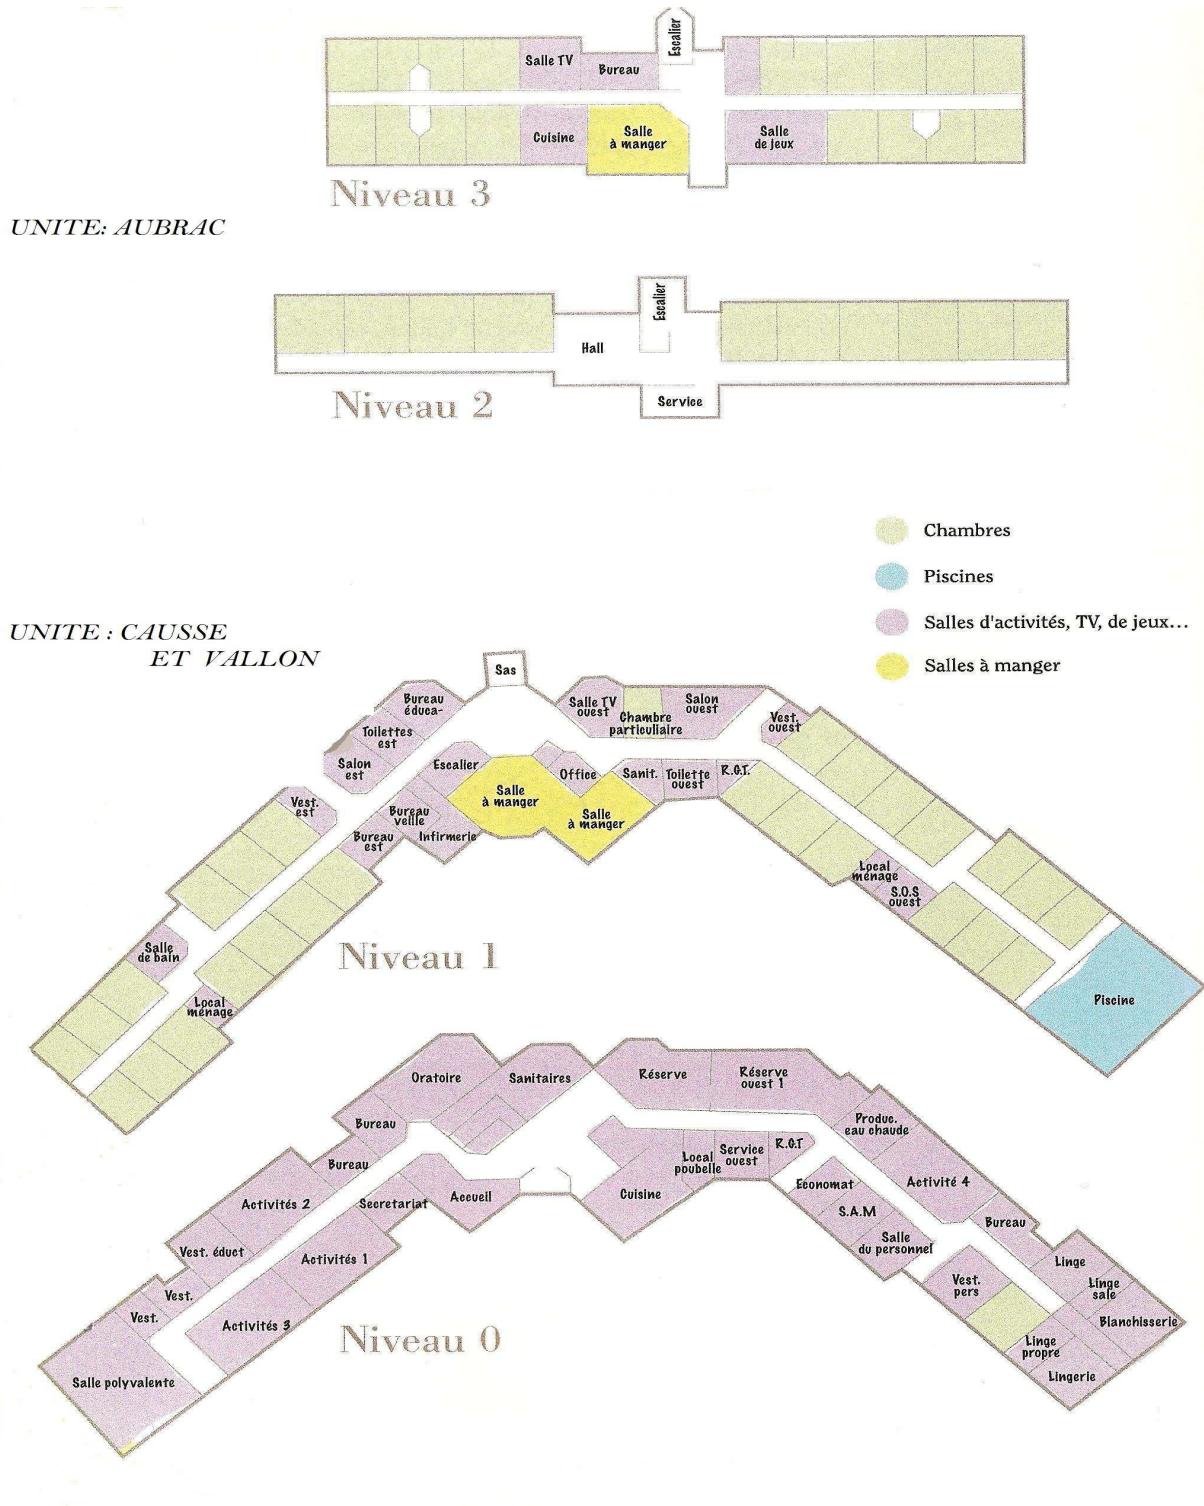 Escalier
Salle TV
Bureau
Cuisine
Salle
à manger
Salle
de jeux
Niveau 3
UNITE: AUBRAC
Escalier
Hall
Service
Niveau 2
Chambres
Piscines
Salles d'activités, TV, de jeux...
Salles à manger
UNITE : CAUSSE
ET VALLON
Sas
Bureau
éduca-
Toilettes
est
Salon
est
Salle TV
ouest
Chambre
particuliaire
Salon
ouest
Vest.
ouest
Escalier
Office
Sanit.
Toilette
ouest
R.G.T.
Salle
à manger
Salle
à manger
Vest.
est
Bureau
veille
Bureau
est
Infirmerie
Local
ménage
S.O.S
ouest
Salle
de bain
Local
ménage
Piscine
Niveau 1
Oratoire
Sanitaires
Réserve
Réserve
ouest 1
Bureau
Bureau
Produc.
eau chaude
Local
poubelle
Service
ouest
R.G.T
Activités 2
Secretariat
Accueil
Cuisine
Economat
Activité 4
S.A.M
Bureau
Vest. éduct
Activités 1
Salle
du personnel
Linge
Vest.
Vest.
Vest.
pers
Linge
sale
Activités 3
Blanchisserie
Linge
propre
Salle polyvalente
Lingerie
Niveau 0